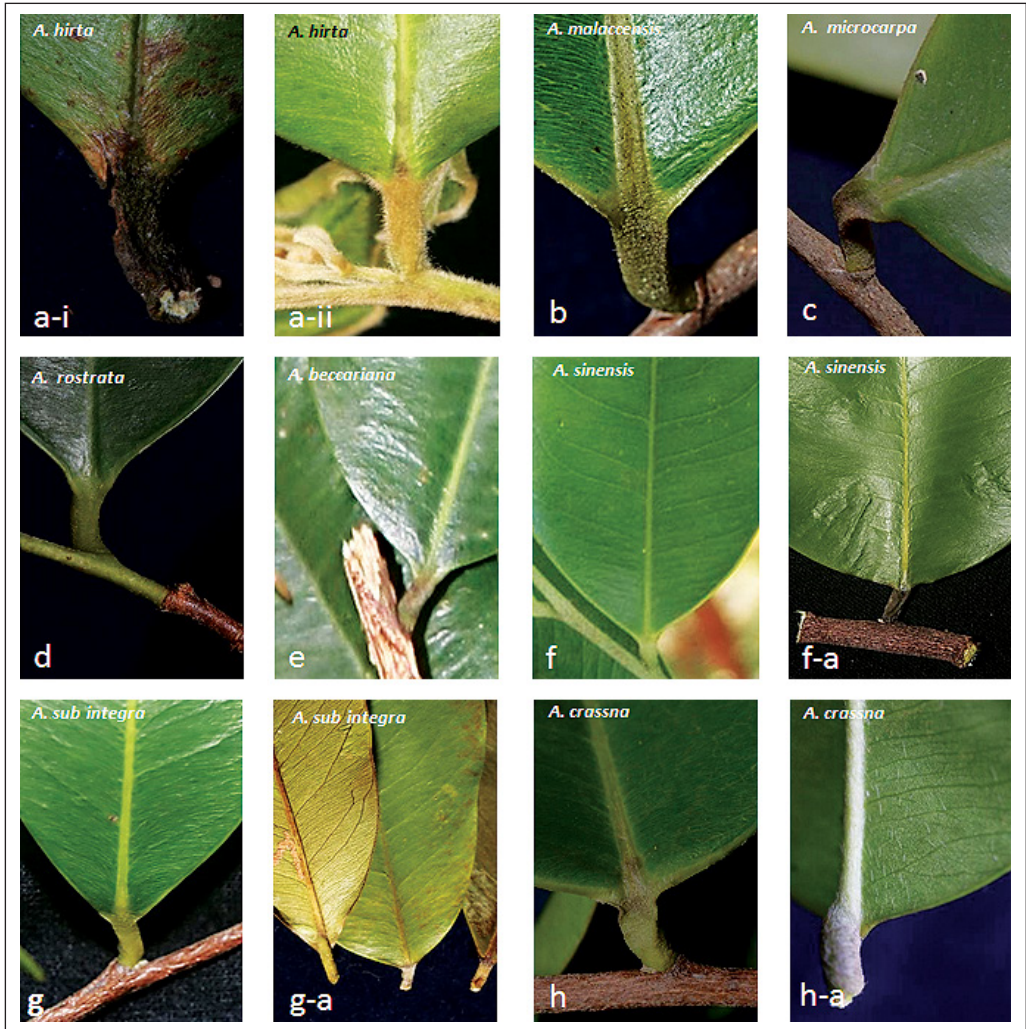 A. hirta
A. hirta
A. malaccensis
A. microcarpa
a-i
a-ii
b
c
A. rostrata
A. beccariana
A. sinensis
A. sinensis
d
e
f
f-a
A. sub integra
A. sub integra
A. crassna
A. crassna
g
g-a
h
h-a